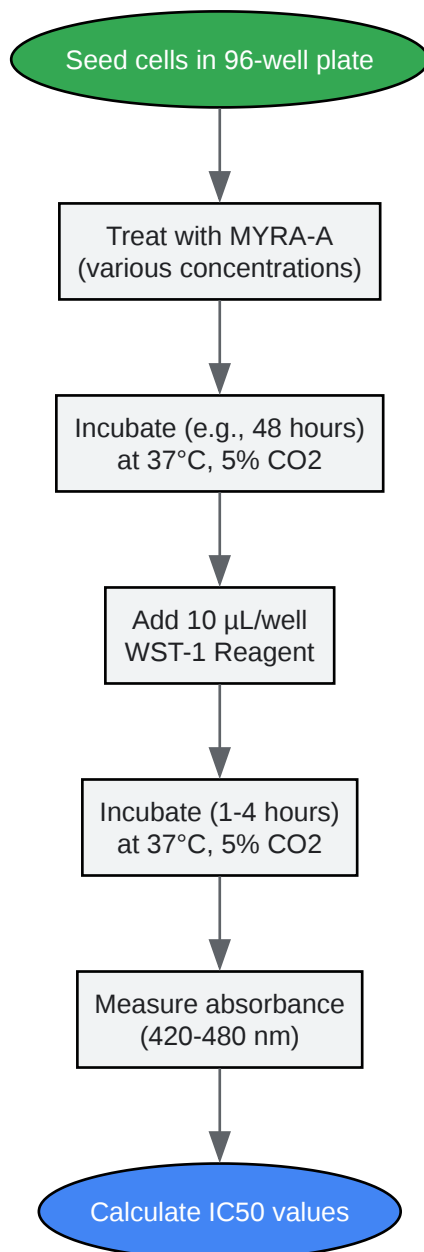 Seed cells in 96-well plate
Treat with MYRA-A
(various concentrations)
Incubate (e.g., 48 hours)
at 37°C, 5% CO2
Add 10 µL/well
WST-1 Reagent
Incubate (1-4 hours)
at 37°C, 5% CO2
Measure absorbance
(420-480 nm)
Calculate IC50 values